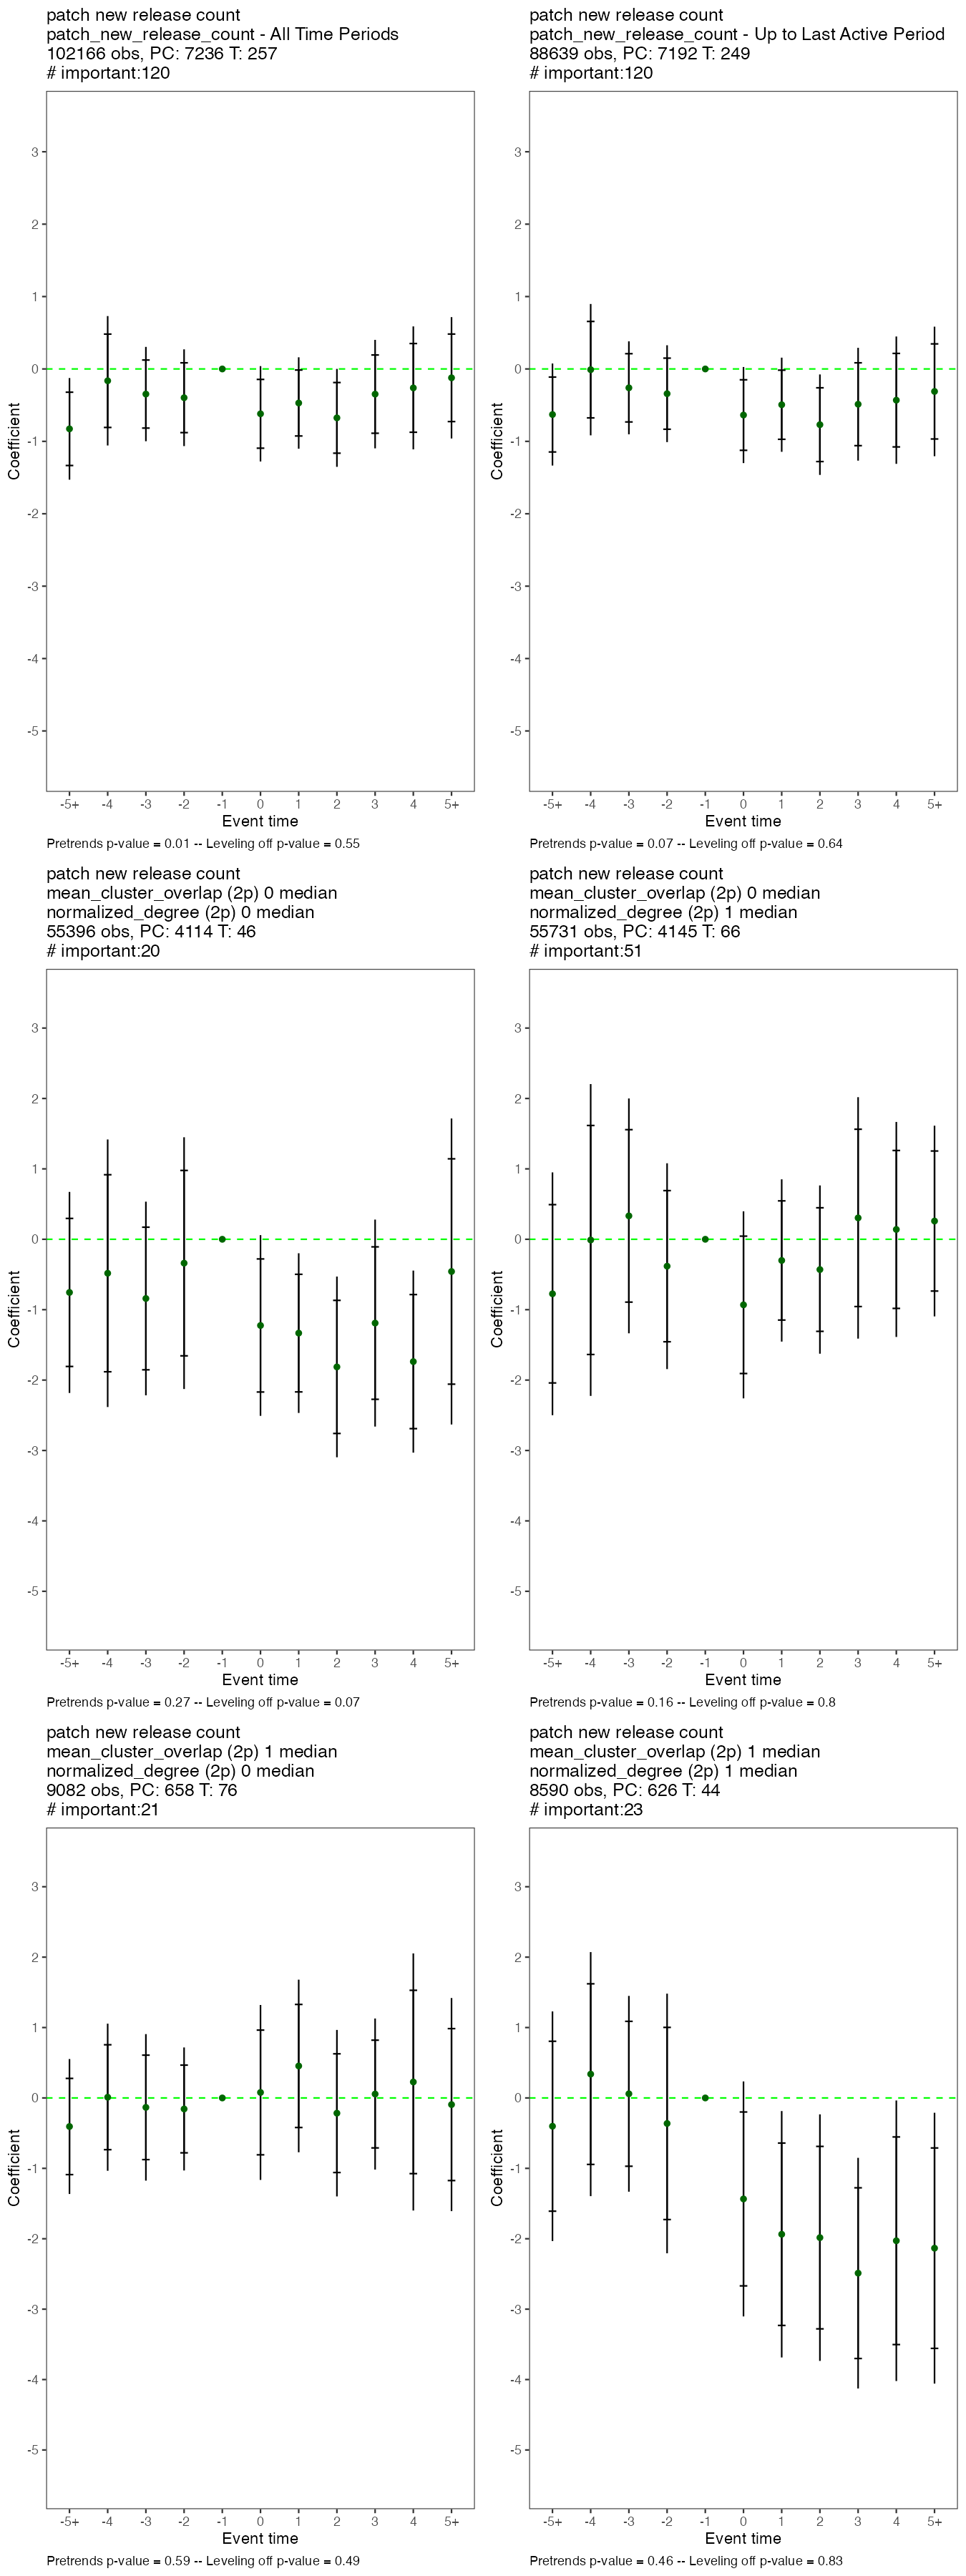 patch new release count
patch_new_release_count - All Time Periods
102166 obs, PC: 7236 T: 257
# important:120
3
2
1
0
-1
-2
-3
-4
-5
Coefficient
-5+ -4 -3 -2 -1 0 1 2 3 4 5+
Event time
Pretrends p-value = 0.01 -- Leveling off p-value = 0.55
patch new release count
patch_new_release_count - Up to Last Active Period
88639 obs, PC: 7192 T: 249
# important:120
3
2
1
0
-1
-2
-3
-4
-5
Coefficient
-5+ -4 -3 -2 -1 0 1 2 3 4 5+
Event time
Pretrends p-value = 0.07 -- Leveling off p-value = 0.64
patch new release count
mean_cluster_overlap (2p) 0 median
normalized_degree (2p) 0 median
55396 obs, PC: 4114 T: 46
# important:20
3
2
1
0
-1
-2
-3
-4
-5
Coefficient
-5+ -4 -3 -2 -1 0 1 2 3 4 5+
Event time
Pretrends p-value = 0.27 -- Leveling off p-value = 0.07
patch new release count
mean_cluster_overlap (2p) 0 median
normalized_degree (2p) 1 median
55731 obs, PC: 4145 T: 66
# important:51
3
2
1
0
-1
-2
-3
-4
-5
Coefficient
-5+ -4 -3 -2 -1 0 1 2 3 4 5+
Event time
Pretrends p-value = 0.16 -- Leveling off p-value = 0.8
patch new release count
mean_cluster_overlap (2p) 1 median
normalized_degree (2p) 0 median
9082 obs, PC: 658 T: 76
# important:21
3
2
1
0
-1
-2
-3
-4
-5
Coefficient
-5+ -4 -3 -2 -1 0 1 2 3 4 5+
Event time
Pretrends p-value = 0.59 -- Leveling off p-value = 0.49
patch new release count
mean_cluster_overlap (2p) 1 median
normalized_degree (2p) 1 median
8590 obs, PC: 626 T: 44
# important:23
3
2
1
0
-1
-2
-3
-4
-5
Coefficient
-5+ -4 -3 -2 -1 0 1 2 3 4 5+
Event time
Pretrends p-value = 0.46 -- Leveling off p-value = 0.83